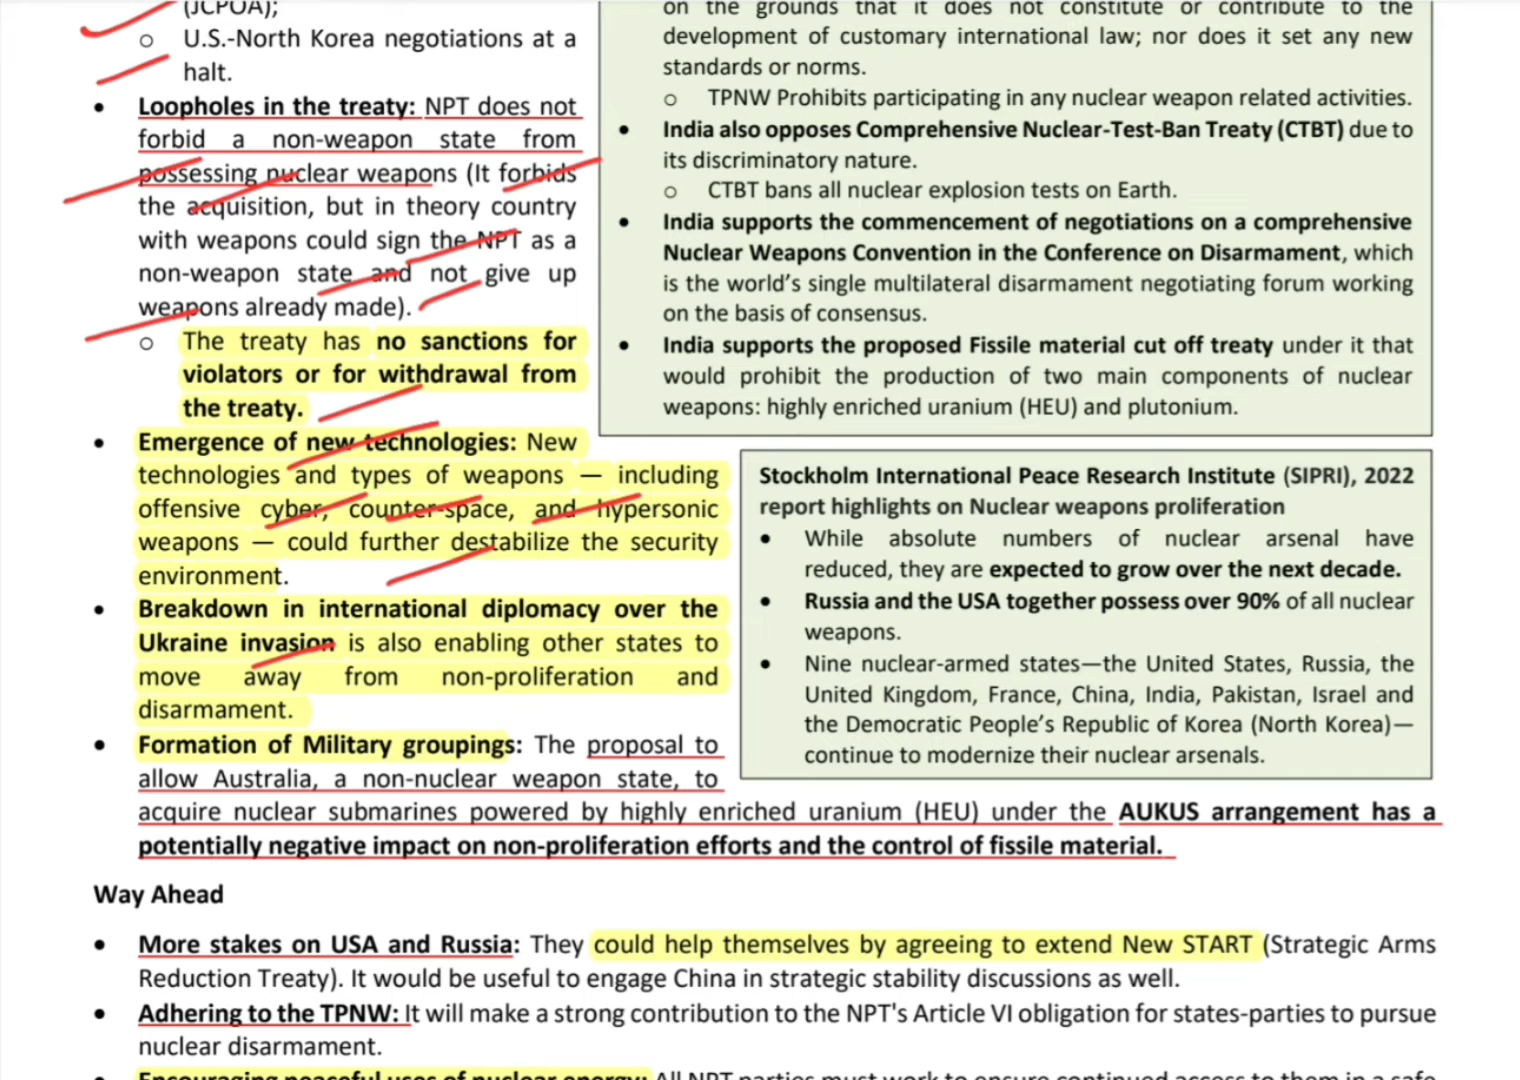 (JCPOA);
o U.S.-North Korea negotiations at a
halt.
• Loopholes in the treaty: NPT does not
forbid a non-weapon state from
possessing nuclear weapons (It forbids
the acquisition, but in theory country
with weapons could sign the NPT as a
non-weapon state and not give up
weapons already made).
o The treaty has no sanctions for
violators or for withdrawal from
the treaty.
• Emergence of new technologies: New
technologies and types of weapons — including
offensive cyber, counter-space, and hypersonic
weapons — could further destabilize the security
environment.
• Breakdown in international diplomacy over the
Ukraine invasion is also enabling other states to
move away from non-proliferation and
disarmament.
• Formation of Military groupings: The proposal to
allow Australia, a non-nuclear weapon state, to
acquire nuclear submarines powered by highly enriched uranium (HEU) under the AUKUS arrangement has a
potentially negative impact on non-proliferation efforts and the control of fissile material.
on the grounds that it does not constitute or contribute to the
development of customary international law; nor does it set any new
standards or norms.
o TPNW Prohibits participating in any nuclear weapon related activities.
• India also opposes Comprehensive Nuclear-Test-Ban Treaty (CTBT) due to
its discriminatory nature.
o CTBT bans all nuclear explosion tests on Earth.
• India supports the commencement of negotiations on a comprehensive
Nuclear Weapons Convention in the Conference on Disarmament, which
is the world's single multilateral disarmament negotiating forum working
on the basis of consensus.
• India supports the proposed Fissile material cut off treaty under it that
would prohibit the production of two main components of nuclear
weapons: highly enriched uranium (HEU) and plutonium.
Stockholm International Peace Research Institute (SIPRI), 2022
report highlights on Nuclear weapons proliferation
• While absolute numbers of nuclear arsenal have
reduced, they are expected to grow over the next decade.
• Russia and the USA together possess over 90% of all nuclear
weapons.
• Nine nuclear-armed states—the United States, Russia, the
United Kingdom, France, China, India, Pakistan, Israel and
the Democratic People's Republic of Korea (North Korea)—
continue to modernize their nuclear arsenals.
Way Ahead
• More stakes on USA and Russia: They could help themselves by agreeing to extend New START (Strategic Arms
Reduction Treaty). It would be useful to engage China in strategic stability discussions as well.
• Adhering to the TPNW: It will make a strong contribution to the NPT's Article VI obligation for states-parties to pursue
nuclear disarmament.
• Encouraging peaceful uses of nuclear energy: All NPT parties must work to ensure continued access to them in a safe